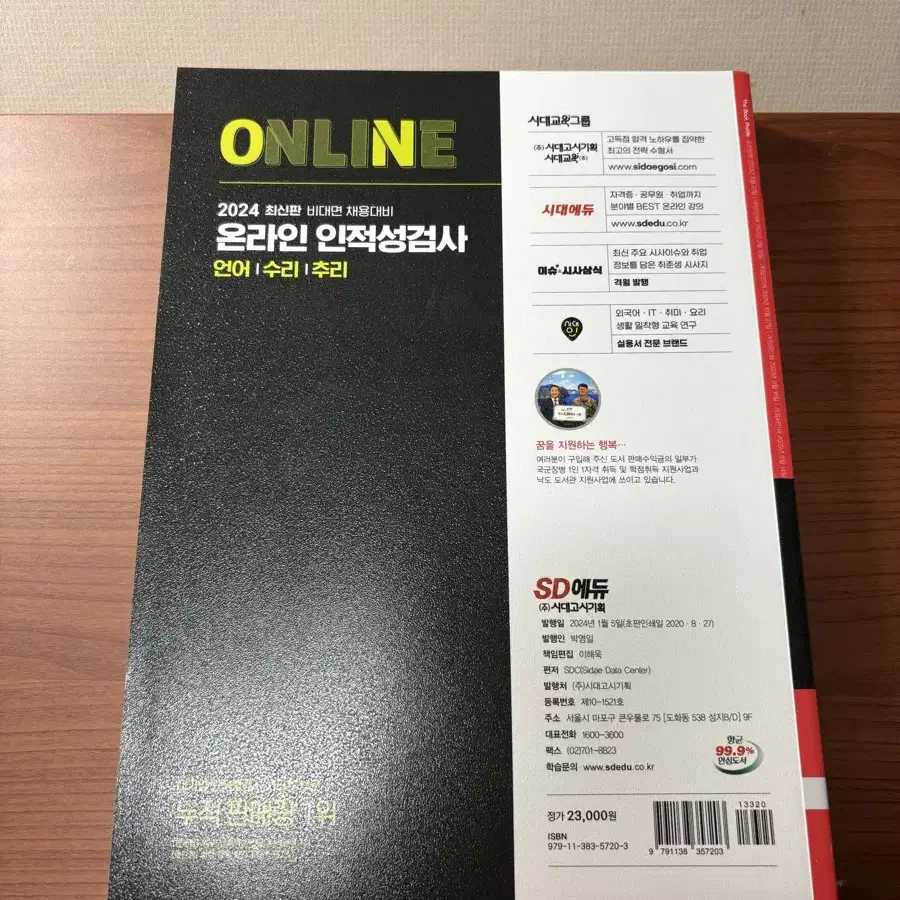 ONLINE
2024 최신판 비대면 채용대비
온라인 인적성검사
언어 | 수리 | 추리
누적 판매량 1위
시대교육그룹
(주)시대고시기획
시대교육(주)
고득점 합격 노하우를 집약한
최고의 전략 수험서
www.sidaegosi.com
시대에듀
자격증 · 공무원 · 취업까지
분야별 BEST 온라인 강의
www.sdedu.co.kr
이슈&시사상식
최신 주요 시사이슈와 취업
정보를 담은 취준생 시사지
격월 발행
외국어 · IT · 취미 · 요리
생활 밀착형 교육 연구
실용서 전문 브랜드
꿈을 지원하는 행복…
여러분이 구입해 주신 도서 판매수익금의 일부가
국군장병 1인 1자격 취득 및 학점취득 지원사업과
낙도 도서관 지원사업에 쓰이고 있습니다.
SD에듀
(주)시대고시기획
발행일 2024년 1월 5일(초판인쇄일 2020 · 8 · 27)
발행인 박영일
책임편집 이해욱
편저 SDC(Sidae Data Center)
발행처 (주)시대고시기획
등록번호 제10-1521호
주소 서울시 마포구 큰우물로 75 [도화동 538 성지B/D] 9F
대표전화 1600-3600
팩스 (02)701-8823
학습문의 www.sdedu.co.kr
항균
99.9%
안심도서
정가 23,000원
ISBN
979-11-383-5720-3
13320
9 791138 357203